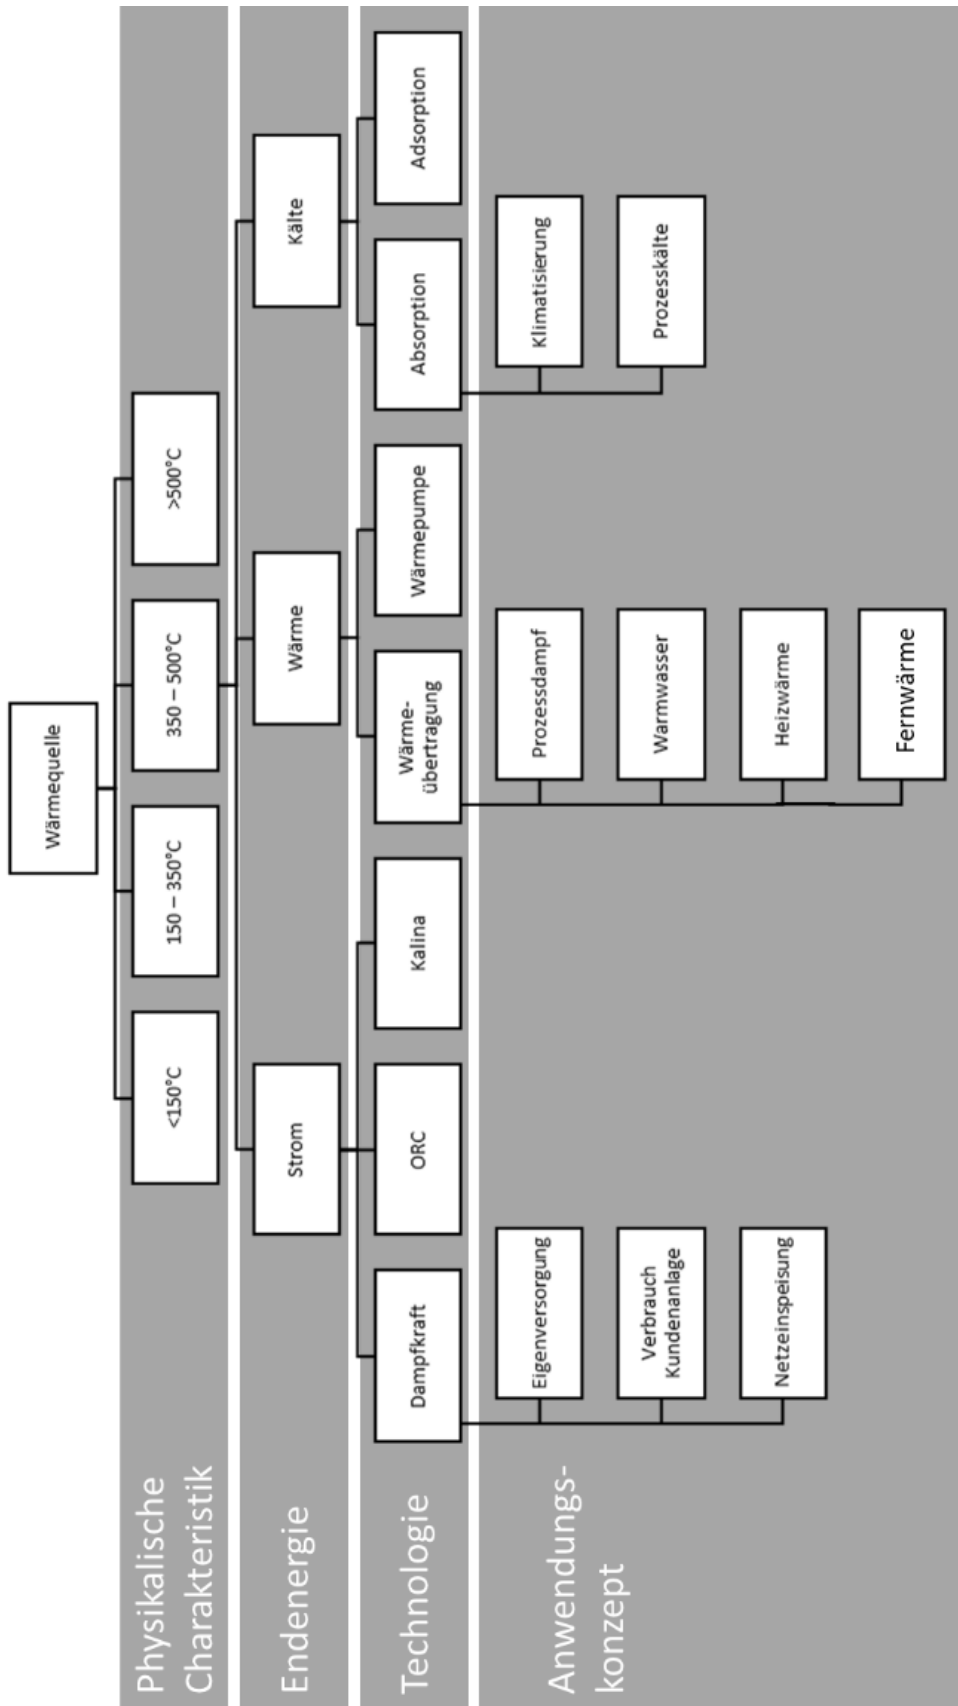 Wärmequelle
Physikalische
Charakteristik
<150°C
150 – 350°C
350 – 500°C
>500°C
Endenergie
Strom
Wärme
Kälte
Technologie
Dampfkraft
ORC
Kalina
Wärme-
übertragung
Wärmepumpe
Absorption
Adsorption
Anwendungs-
konzept
Eigenversorgung
Verbrauch
Kundenanlage
Netzeinspeisung
Prozessdampf
Warmwasser
Heizwärme
Fernwärme
Klimatisierung
Prozesskälte